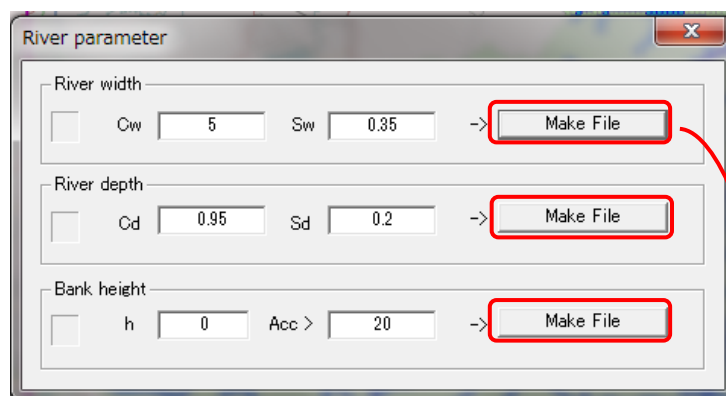 River parameter
River width
Cw 5 Sw 0.35 -> Make File
River depth
Cd 0.95 Sd 0.2 -> Make File
Bank height
h 0 Acc > 20 -> Make File